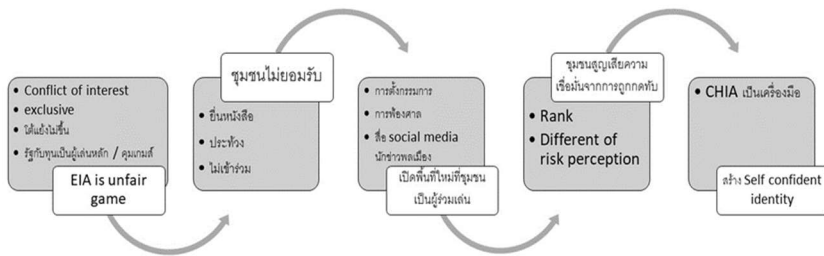 Conflict of interest
exclusive
โต้แย้งไม่ขึ้น
รัฐกับทุนเป็นผู้เล่นหลัก / คุมเกมส์
EIA is unfair
game
ชุมชนไม่ยอมรับ
ยื่นหนังสือ
ประท้วง
ไม่เข้าร่วม
การตั้งกรรมการ
การฟ้องศาล
สื่อ social media
นักข่าวพลเมือง
เปิดพื้นที่ใหม่ที่ชุมชน
เป็นผู้ร่วมเล่น
ชุมชนสูญเสียความ
เชื่อมั่นจากการถูกกดทับ
Rank
Different of
risk perception
CHIA เป็นเครื่องมือ
สร้าง Self confident
identity